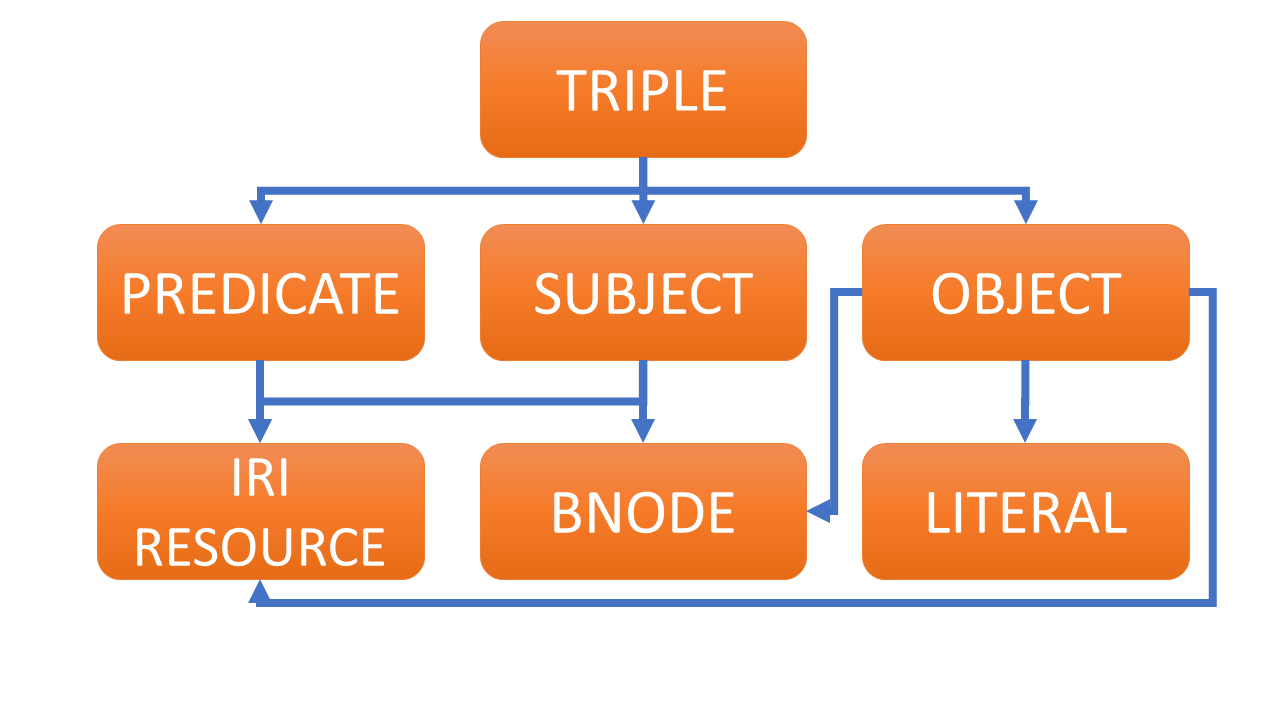 TRIPLE
PREDICATE
SUBJECT
OBJECT
IRI
RESOURCE
BNODE
LITERAL